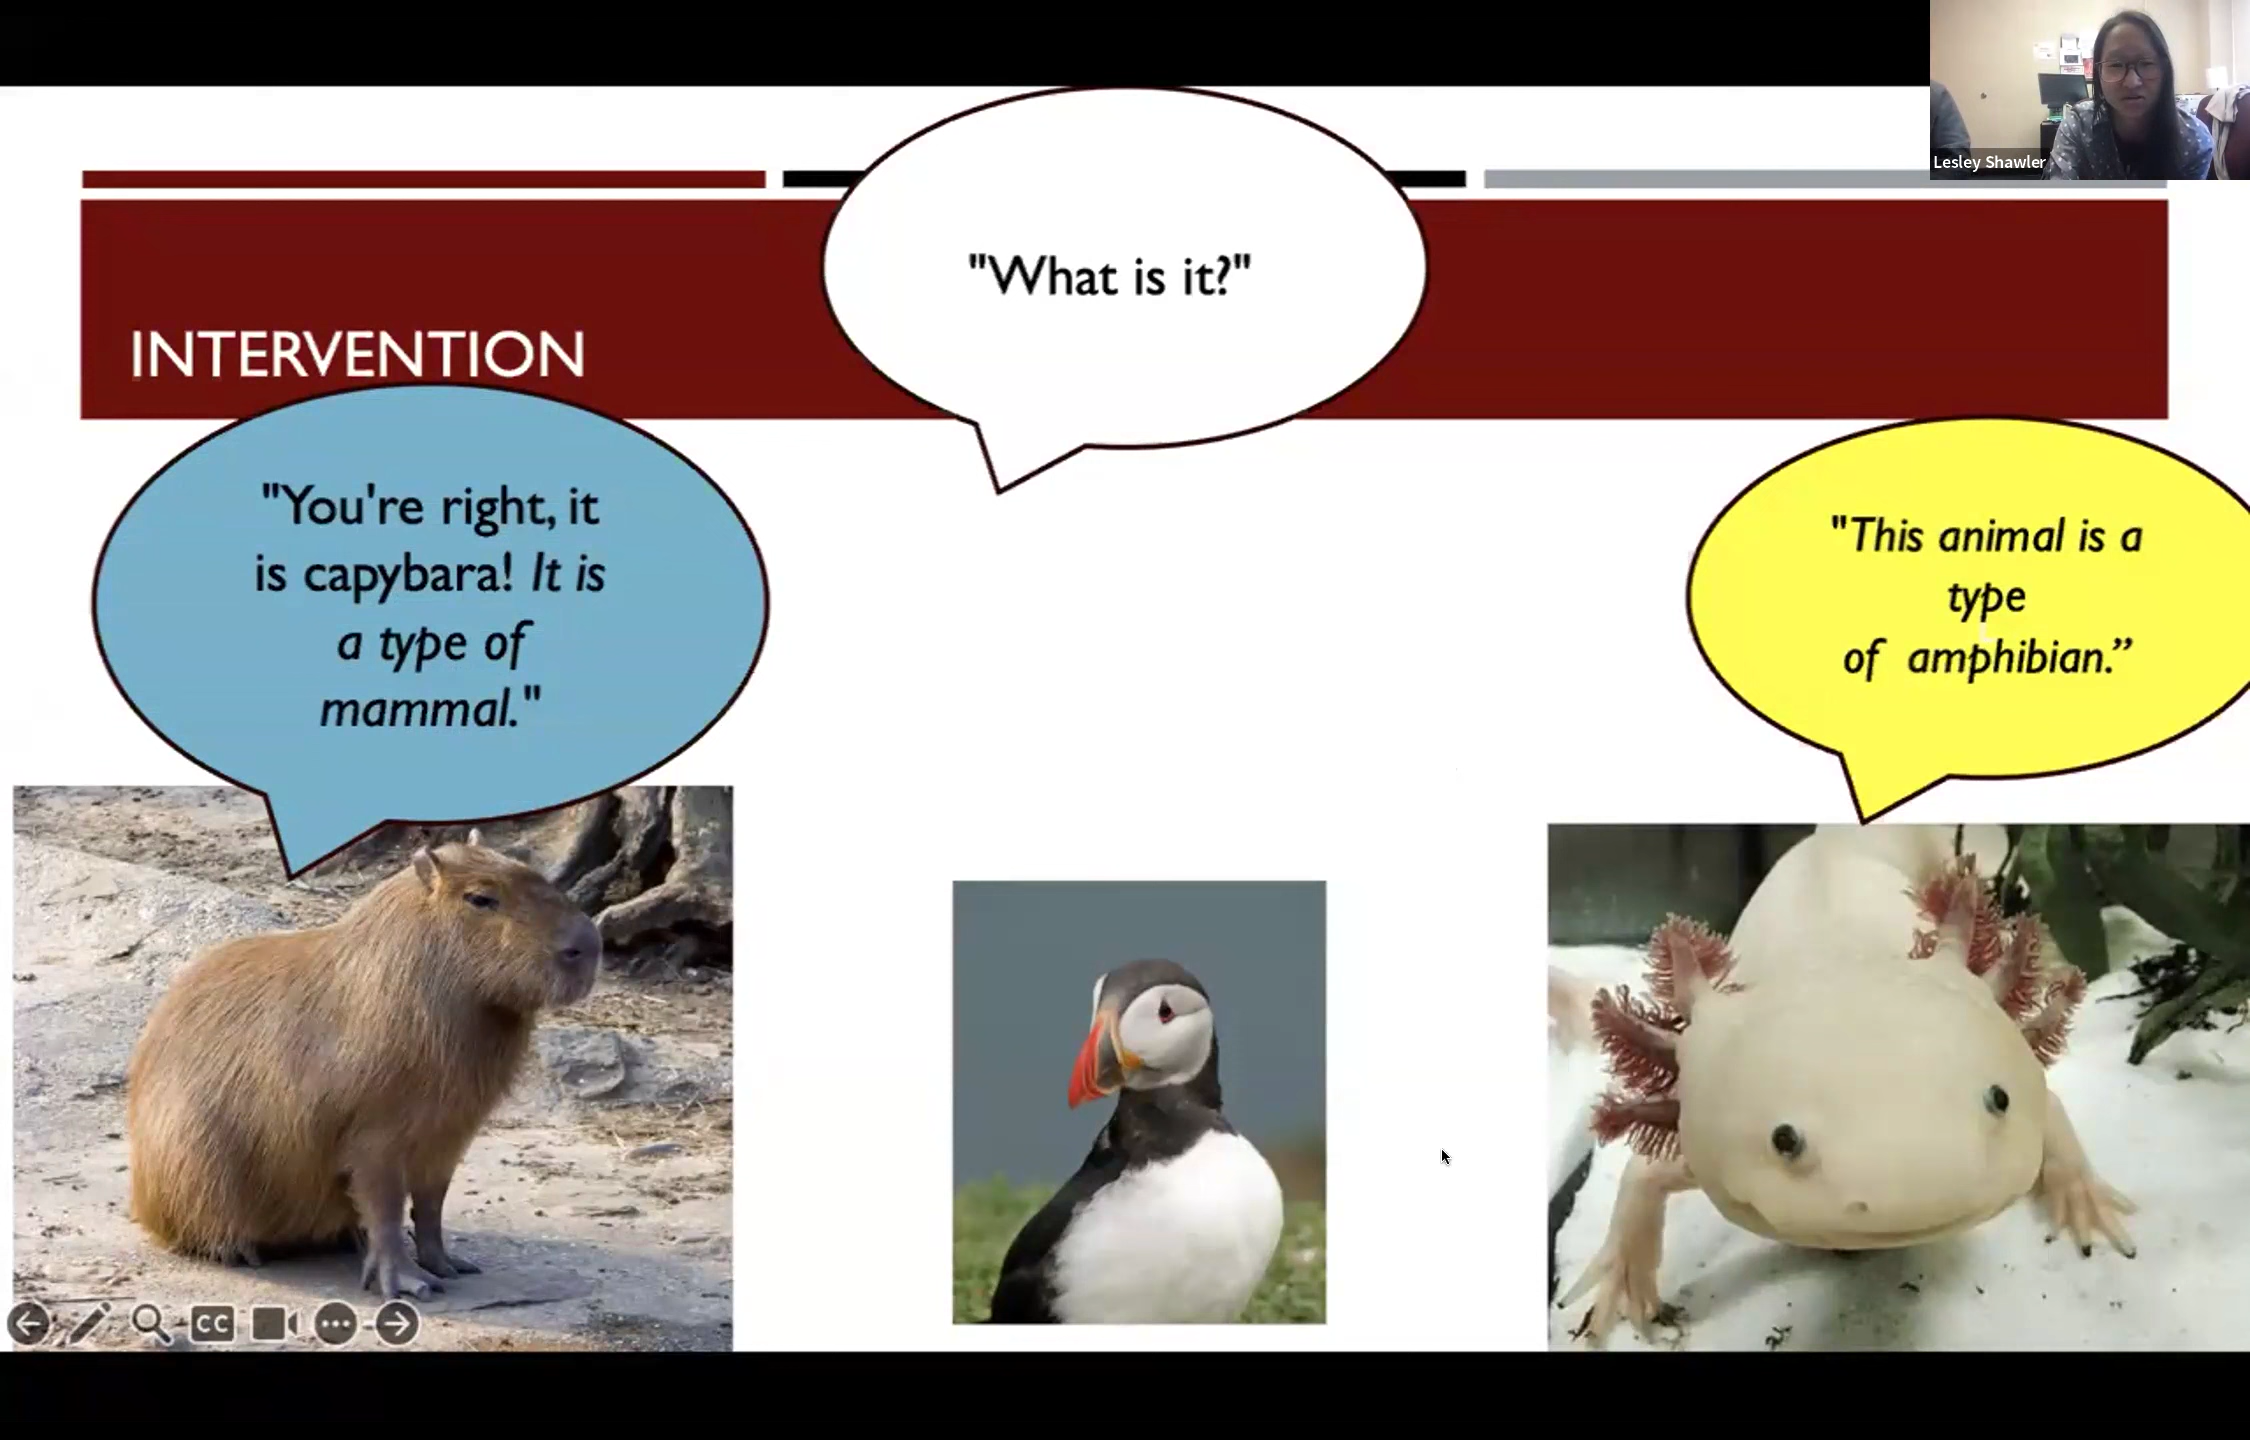 Lesley Shawler
"What is it?"
INTERVENTION
"You're right, it
is capybara! It is
a type of
mammal."
"This animal is a
type
of amphibian.”
CC